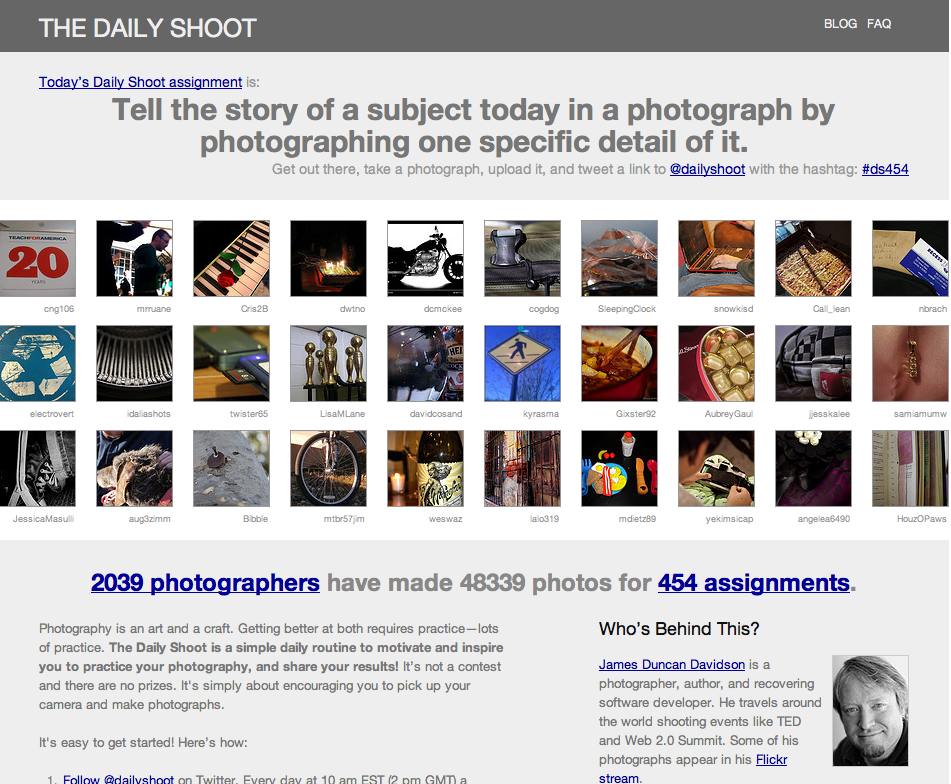 THE DAILY SHOOT
BLOG FAQ
Today's Daily Shoot assignment is:
Tell the story of a subject today in a photograph by
photographing one specific detail of it.
Get out there, take a photograph, upload it, and tweet a link to @dailyshoot with the hashtag: #ds454
TEACHFORAMERICA
20
YEARS
cng106 mrruane Cris2B dwtno dcmckee cogdog SleepingClock snowkisd Call_lean nbrach
electrovert idaliashots twister65 LisaMLane davidcosand kyrasma Gixster92 AubreyGaul jjesskalee samiamumw
JessicaMasulli aug3zimm Bibble mtbr57jim weswaz lalo319 mdietz89 yekimsicap angelea6490 HouzOPaws
2039 photographers have made 48339 photos for 454 assignments.
Photography is an art and a craft. Getting better at both requires practice—lots
of practice. The Daily Shoot is a simple daily routine to motivate and inspire
you to practice your photography, and share your results! It's not a contest
and there are no prizes. It's simply about encouraging you to pick up your
camera and make photographs.
It's easy to get started! Here's how:
1. Follow @dailyshoot on Twitter. Every day at 10 am EST (2 pm GMT) a
Who's Behind This?
James Duncan Davidson is a
photographer, author, and recovering
software developer. He travels around
the world shooting events like TED
and Web 2.0 Summit. Some of his
photographs appear in his Flickr
stream.